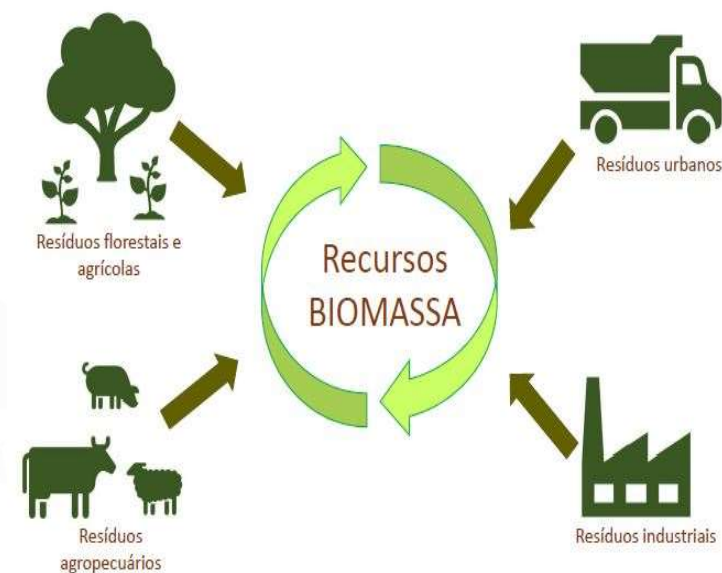 Resíduos florestais e
agrícolas
Resíduos urbanos
Recursos
BIOMASSA
Resíduos
agropecuários
Resíduos industriais